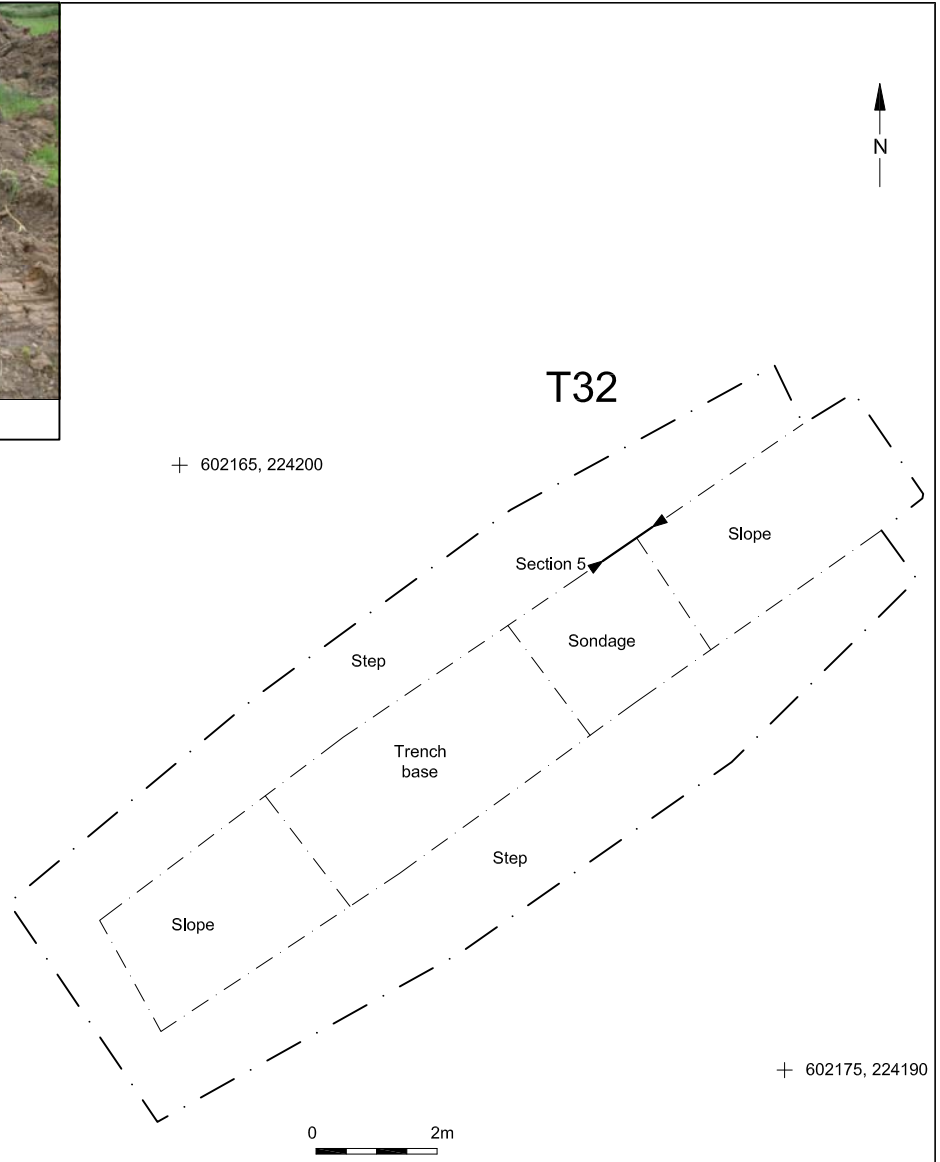 N
T32
602165, 224200
Slope
Section 5
Sondage
Step
Trench
base
Step
Slope
602175, 224190
0 2m